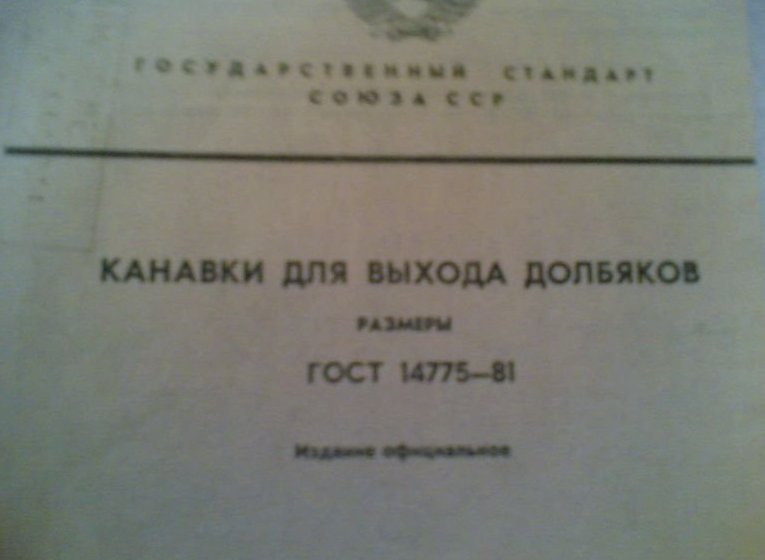 ГОСУДАРСТВЕННЫЙ СТАНДАРТ
СОЮЗА ССР
КАНАВКИ ДЛЯ ВЫХОДА ДОЛБЯКОВ
РАЗМЕРЫ
ГОСТ 14775—81
Издание официальное